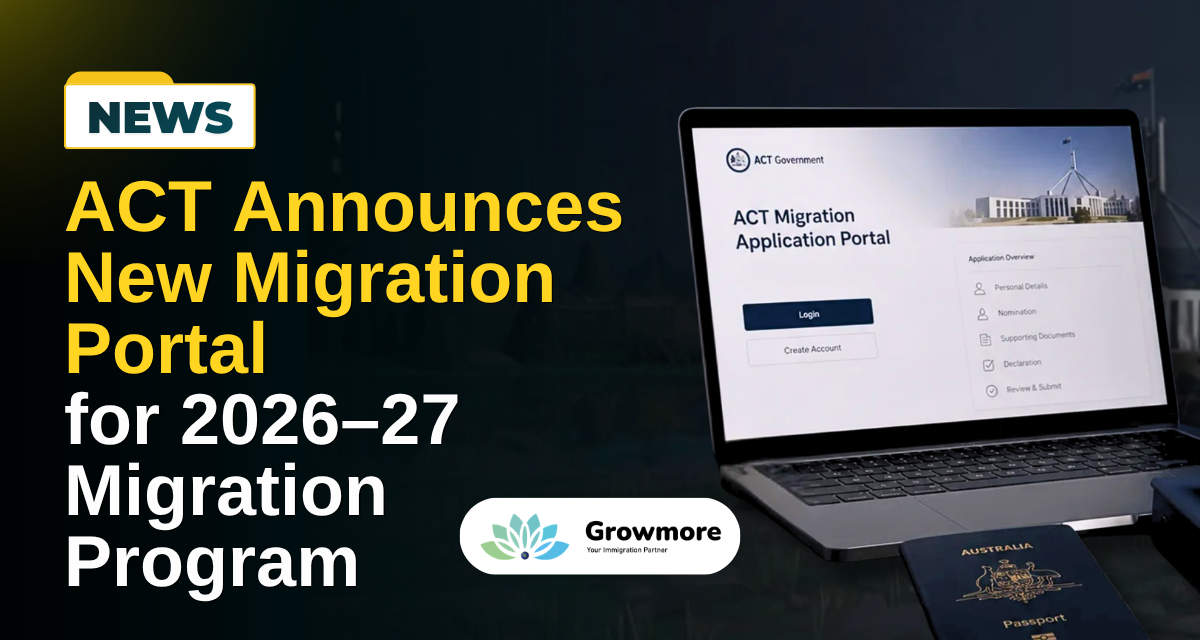 NEWS
ACT Announces
New Migration
Portal
for 2026–27
Migration
Program
Growmore
Your Immigration Partner
ACT Government
ACT Migration
Application Portal
Login
Create Account
Application Overview
Personal Details
Nomination
Supporting Documents
Declaration
Review & Submit
AUSTRALIA
Passport